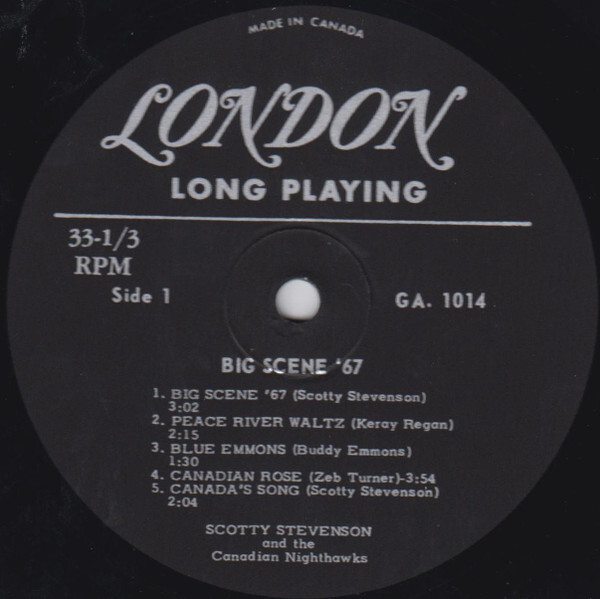 MADE IN CANADA
LONDON
LONG PLAYING
33-1/3
RPM
Side 1
GA. 1014
BIG SCENE '67
1. BIG SCENE '67 (Scotty Stevenson)
3:02
2. PEACE RIVER WALTZ (Keray Regan)
2:15
3. BLUE EMMONS (Buddy Emmons)
1:30
4. CANADIAN ROSE (Zeb Turner)-3:54
5. CANADA'S SONG (Scotty Stevenson)
2:04
SCOTTY STEVENSON
and the
Canadian Nighthawks